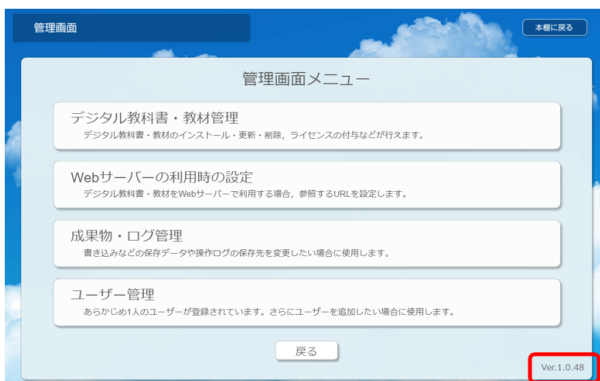 管理画面
本棚に戻る
管理画面メニュー
デジタル教科書・教材管理
デジタル教科書・教材のインストール・更新・削除，ライセンスの付与などが行えます。
Webサーバーの利用時の設定
デジタル教科書・教材をWebサーバーで利用する場合，参照するURLを設定します。
成果物・ログ管理
書き込みなどの保存データや操作ログの保存先を変更したい場合に使用します。
ユーザー管理
あらかじめ1人のユーザーが登録されています。さらにユーザーを追加したい場合に使用します。
戻る
Ver.1.0.48